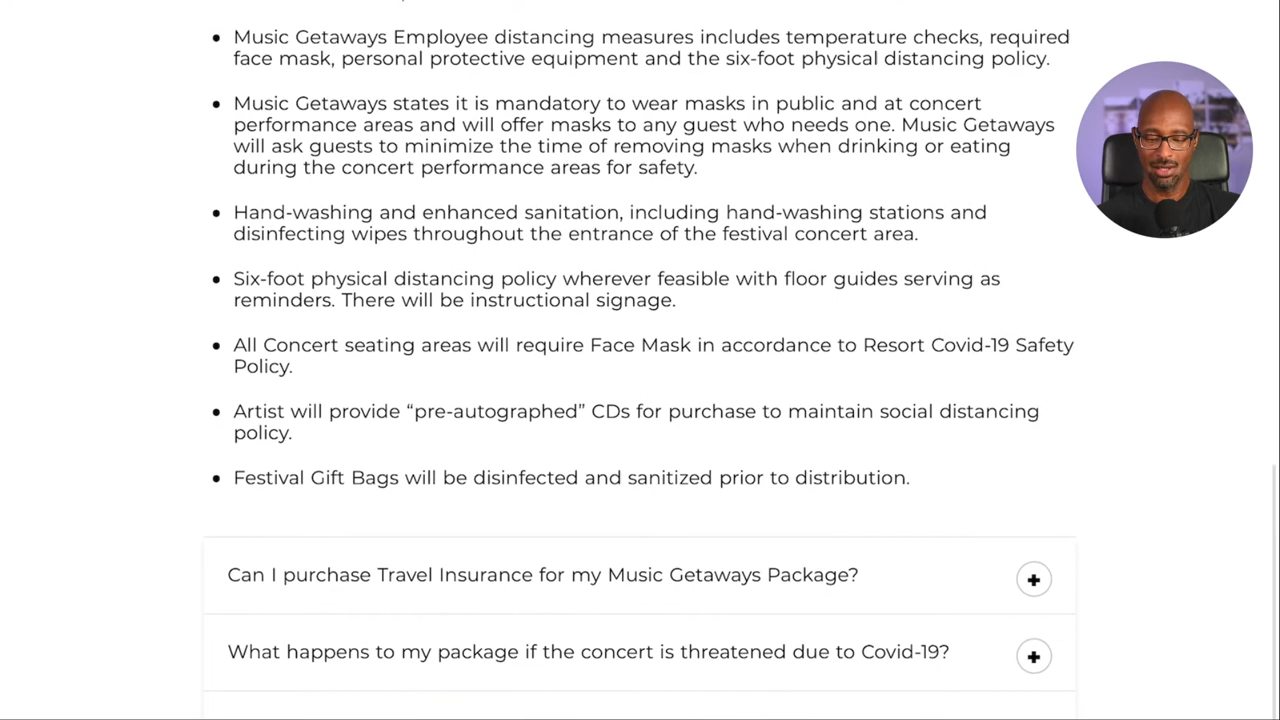 Music Getaways Employee distancing measures includes temperature checks, required
face mask, personal protective equipment and the six-foot physical distancing policy.
Music Getaways states it is mandatory to wear masks in public and at concert
performance areas and will offer masks to any guest who needs one. Music Getaways
will ask guests to minimize the time of removing masks when drinking or eating
during the concert performance areas for safety.
Hand-washing and enhanced sanitation, including hand-washing stations and
disinfecting wipes throughout the entrance of the festival concert area.
Six-foot physical distancing policy wherever feasible with floor guides serving as
reminders. There will be instructional signage.
All Concert seating areas will require Face Mask in accordance to Resort Covid-19 Safety
Policy.
Artist will provide “pre-autographed” CDs for purchase to maintain social distancing
policy.
Festival Gift Bags will be disinfected and sanitized prior to distribution.
Can I purchase Travel Insurance for my Music Getaways Package?
What happens to my package if the concert is threatened due to Covid-19?